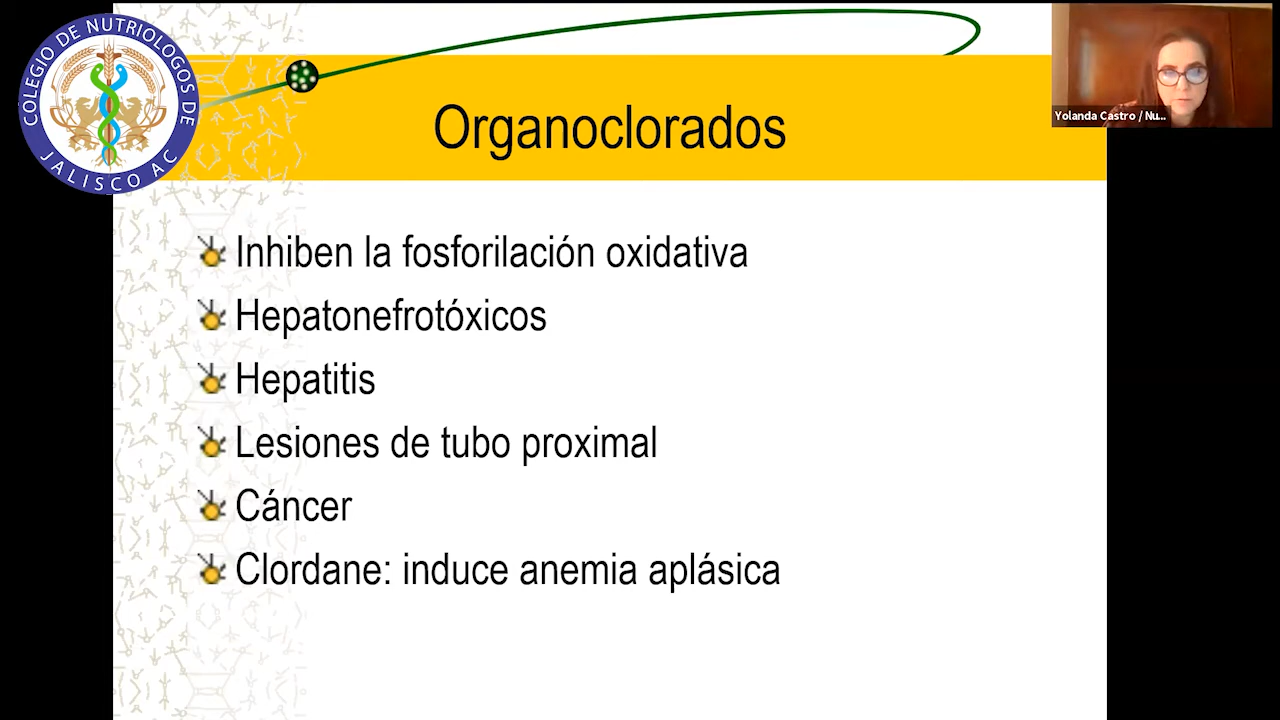 COLEGIO DE NUTRIOLOGOS DE
JALISCO AC
Organoclorados
Yolanda Castro / Nu...
Inhiben la fosforilación oxidativa
Hepatonefrotóxicos
Hepatitis
Lesiones de tubo proximal
Cáncer
Clordane: induce anemia aplásica